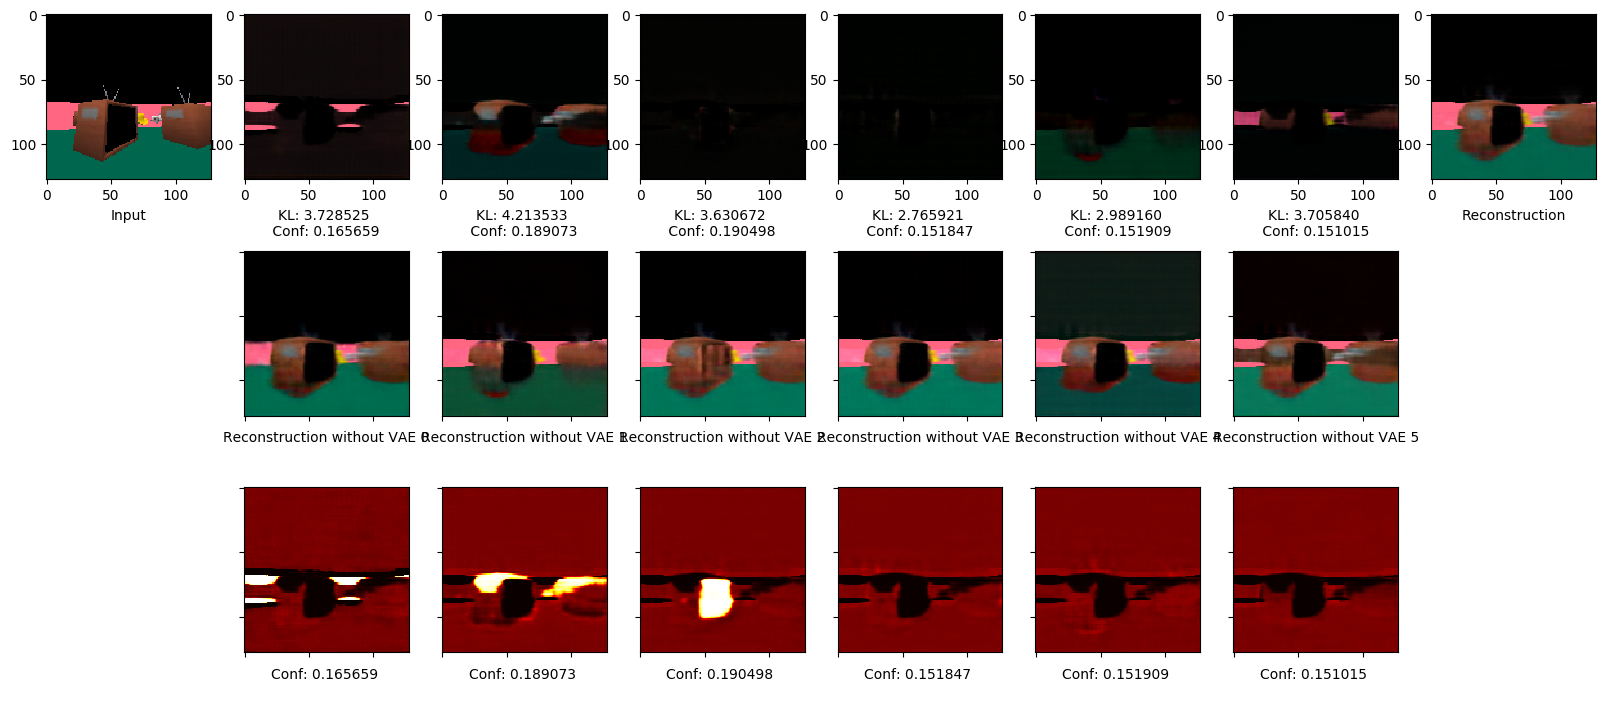 0
50
100
0 50 100
Input
0
50
100
0 50 100
KL: 3.728525
Conf: 0.165659
0
50
100
0 50 100
KL: 4.213533
Conf: 0.189073
0
50
100
0 50 100
KL: 3.630672
Conf: 0.190498
0
50
100
0 50 100
KL: 2.765921
Conf: 0.151847
0
50
100
0 50 100
KL: 2.989160
Conf: 0.151909
0
50
100
0 50 100
KL: 3.705840
Conf: 0.151015
0
50
100
0 50 100
Reconstruction
Reconstruction without VAE 0
Reconstruction without VAE 1
Reconstruction without VAE 2
Reconstruction without VAE 3
Reconstruction without VAE 4
Reconstruction without VAE 5
Conf: 0.165659
Conf: 0.189073
Conf: 0.190498
Conf: 0.151847
Conf: 0.151909
Conf: 0.151015